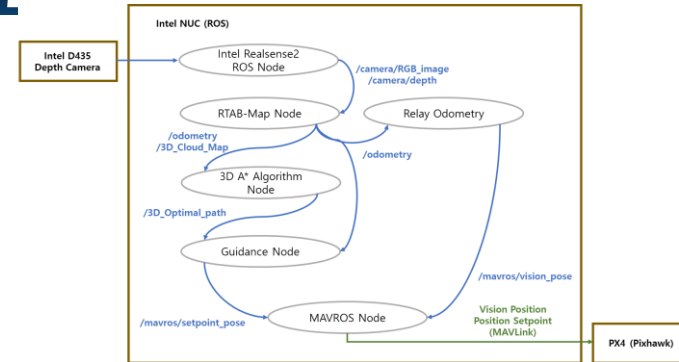 Intel NUC (ROS)
Intel D435
Depth Camera
Intel Realsense2
ROS Node
/camera/RGB_image
/camera/depth
RTAB-Map Node
Relay Odometry
/odometry
/3D_Cloud_Map
/odometry
3D A* Algorithm
Node
/3D_Optimal_path
Guidance Node
/mavros/vision_pose
/mavros/setpoint_pose
MAVROS Node
Vision Position
Position Setpoint
(MAVLink)
PX4 (Pixhawk)